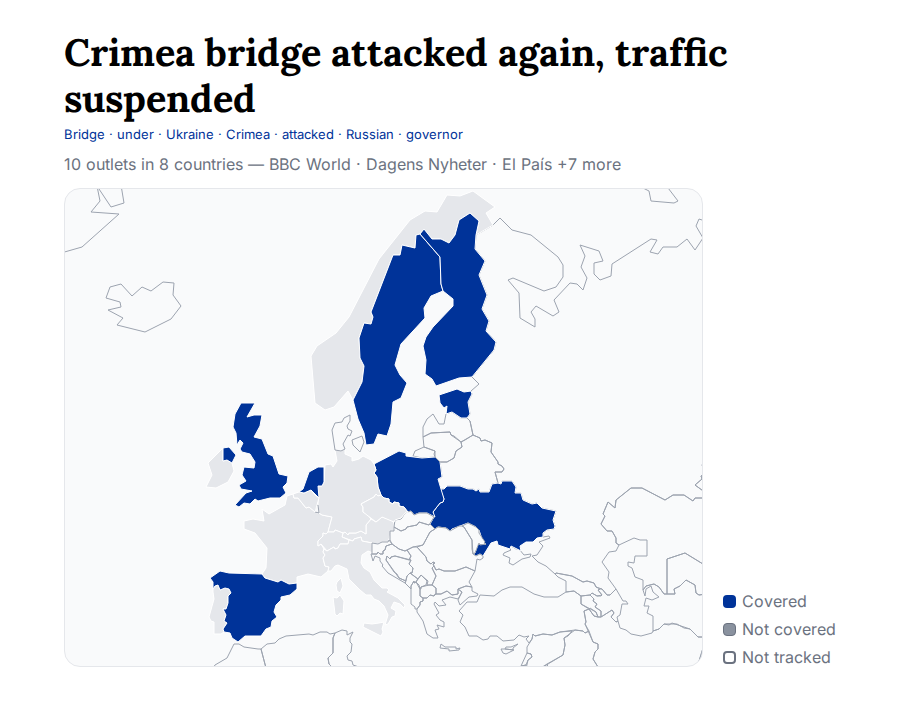 Crimea bridge attacked again, traffic
suspended
Bridge · under · Ukraine · Crimea · attacked · Russian · governor
10 outlets in 8 countries — BBC World · Dagens Nyheter · El País +7 more
Covered
Not covered
Not tracked